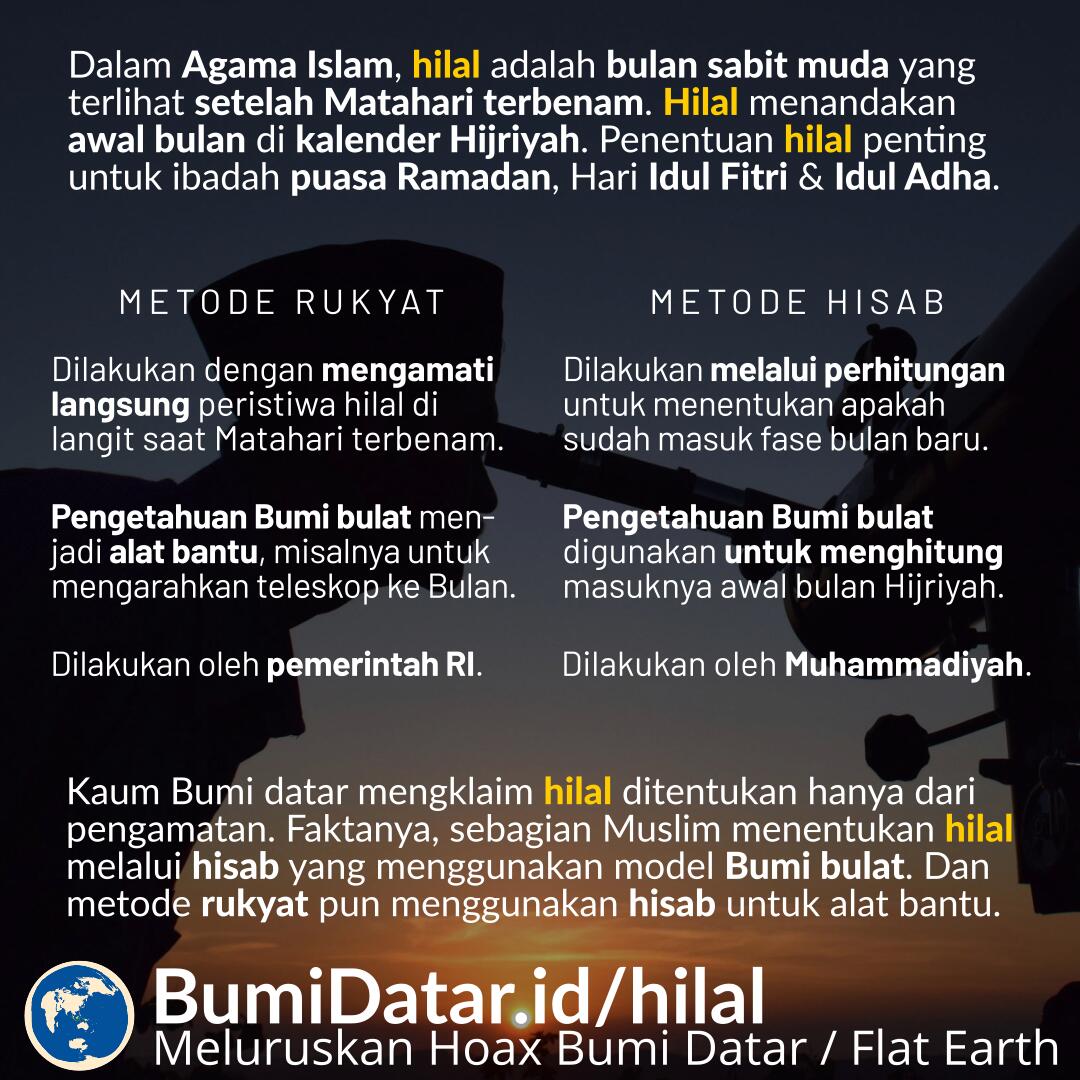 Dalam Agama Islam, hilal adalah bulan sabit muda yang
terlihat setelah Matahari terbenam. Hilal menandakan
awal bulan di kalender Hijriyah. Penentuan hilal penting
untuk ibadah puasa Ramadan, Hari Idul Fitri & Idul Adha.
METODE RUKYAT
Dilakukan dengan mengamati
langsung peristiwa hilal di
langit saat Matahari terbenam.
Pengetahuan Bumi bulat men-
jadi alat bantu, misalnya untuk
mengarahkan teleskop ke Bulan.
Dilakukan oleh pemerintah RI.
METODE HISAB
Dilakukan melalui perhitungan
untuk menentukan apakah
sudah masuk fase bulan baru.
Pengetahuan Bumi bulat
digunakan untuk menghitung
masuknya awal bulan Hijriyah.
Dilakukan oleh Muhammadiyah.
Kaum Bumi datar mengklaim hilal ditentukan hanya dari
pengamatan. Faktanya, sebagian Muslim menentukan hilal
melalui hisab yang menggunakan model Bumi bulat. Dan
metode rukyat pun menggunakan hisab untuk alat bantu.
BumiDatar.id/hilal
Meluruskan Hoax Bumi Datar / Flat Earth